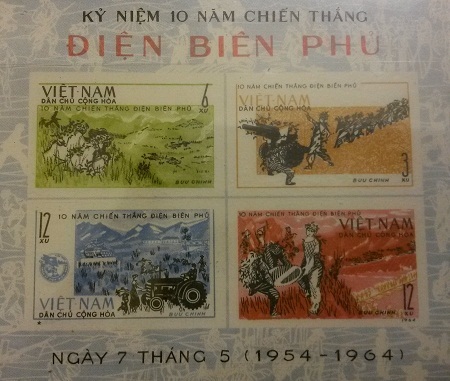 KỶ NIỆM 10 NĂM CHIẾN THẮNG
ĐIỆN BIÊN PHỦ
VIỆT-NAM
DÂN CHỦ CỘNG HÒA
6
XU
10 NĂM CHIẾN THẮNG ĐIỆN BIÊN PHỦ
BƯU CHÍNH
10 NĂM CHIẾN THẮNG ĐIỆN BIÊN PHỦ
VIỆT-NAM
DÂN CHỦ CỘNG HÒA
3
XU
BƯU CHÍNH
12
XU
10 NĂM CHIẾN THẮNG ĐIỆN BIÊN PHỦ
VIỆT-NAM
DÂN CHỦ CỘNG HÒA
BƯU CHÍNH
10 NĂM CHIẾN THẮNG ĐIỆN BIÊN PHỦ
VIỆT-NAM
DÂN CHỦ CỘNG HÒA
12
XU
BƯU CHÍNH
1964
NGÀY 7 THÁNG 5 (1954-1964)